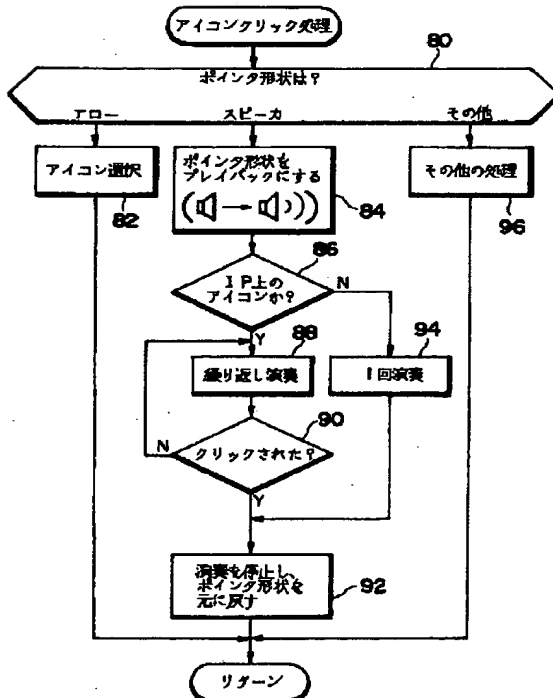 アイコンクリック処理
80
ポインタ形状は？
アロー
スピーカ
その他
アイコン選択
82
ポインタ形状を
プレイバックにする
84
その他の処理
96
86
IP上の
アイコンか？
N
Y
88
94
繰り返し演奏
1回演奏
90
N
クリックされた？
Y
演奏を停止し、
ポインタ形状を
元に戻す
92
リターン